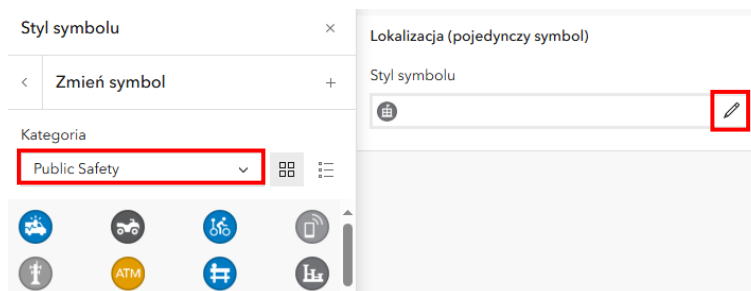 Styl symbolu
Zmień symbol
Kategoria
Public Safety
ATM
Lokalizacja (pojedynczy symbol)
Styl symbolu